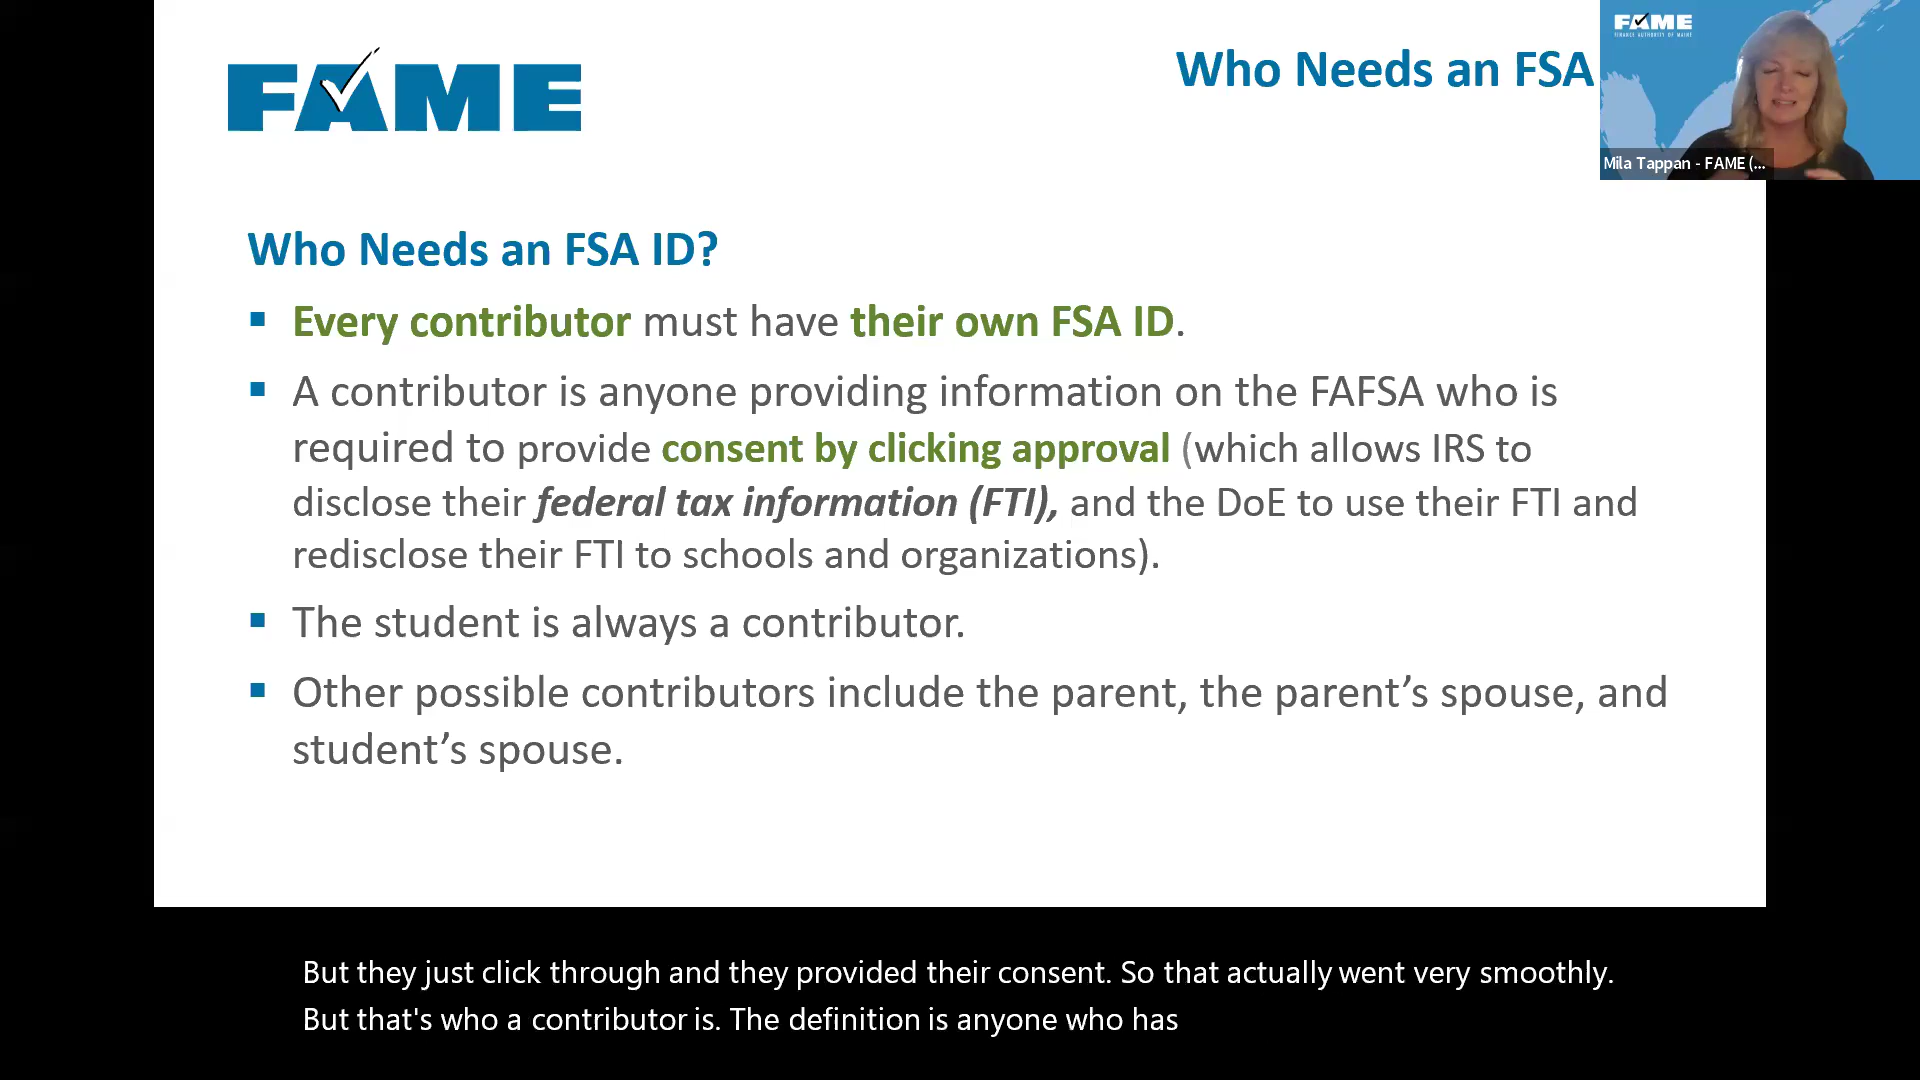 FAME
Who Needs an FSA
FAME
FINANCE AUTHORITY OF MAINE
Mila Tappan - FAME (...
Who Needs an FSA ID?
▪ Every contributor must have their own FSA ID.
▪ A contributor is anyone providing information on the FAFSA who is
required to provide consent by clicking approval (which allows IRS to
disclose their federal tax information (FTI), and the DoE to use their FTI and
redisclose their FTI to schools and organizations).
▪ The student is always a contributor.
▪ Other possible contributors include the parent, the parent’s spouse, and
student’s spouse.
But they just click through and they provided their consent. So that actually went very smoothly.
But that's who a contributor is. The definition is anyone who has